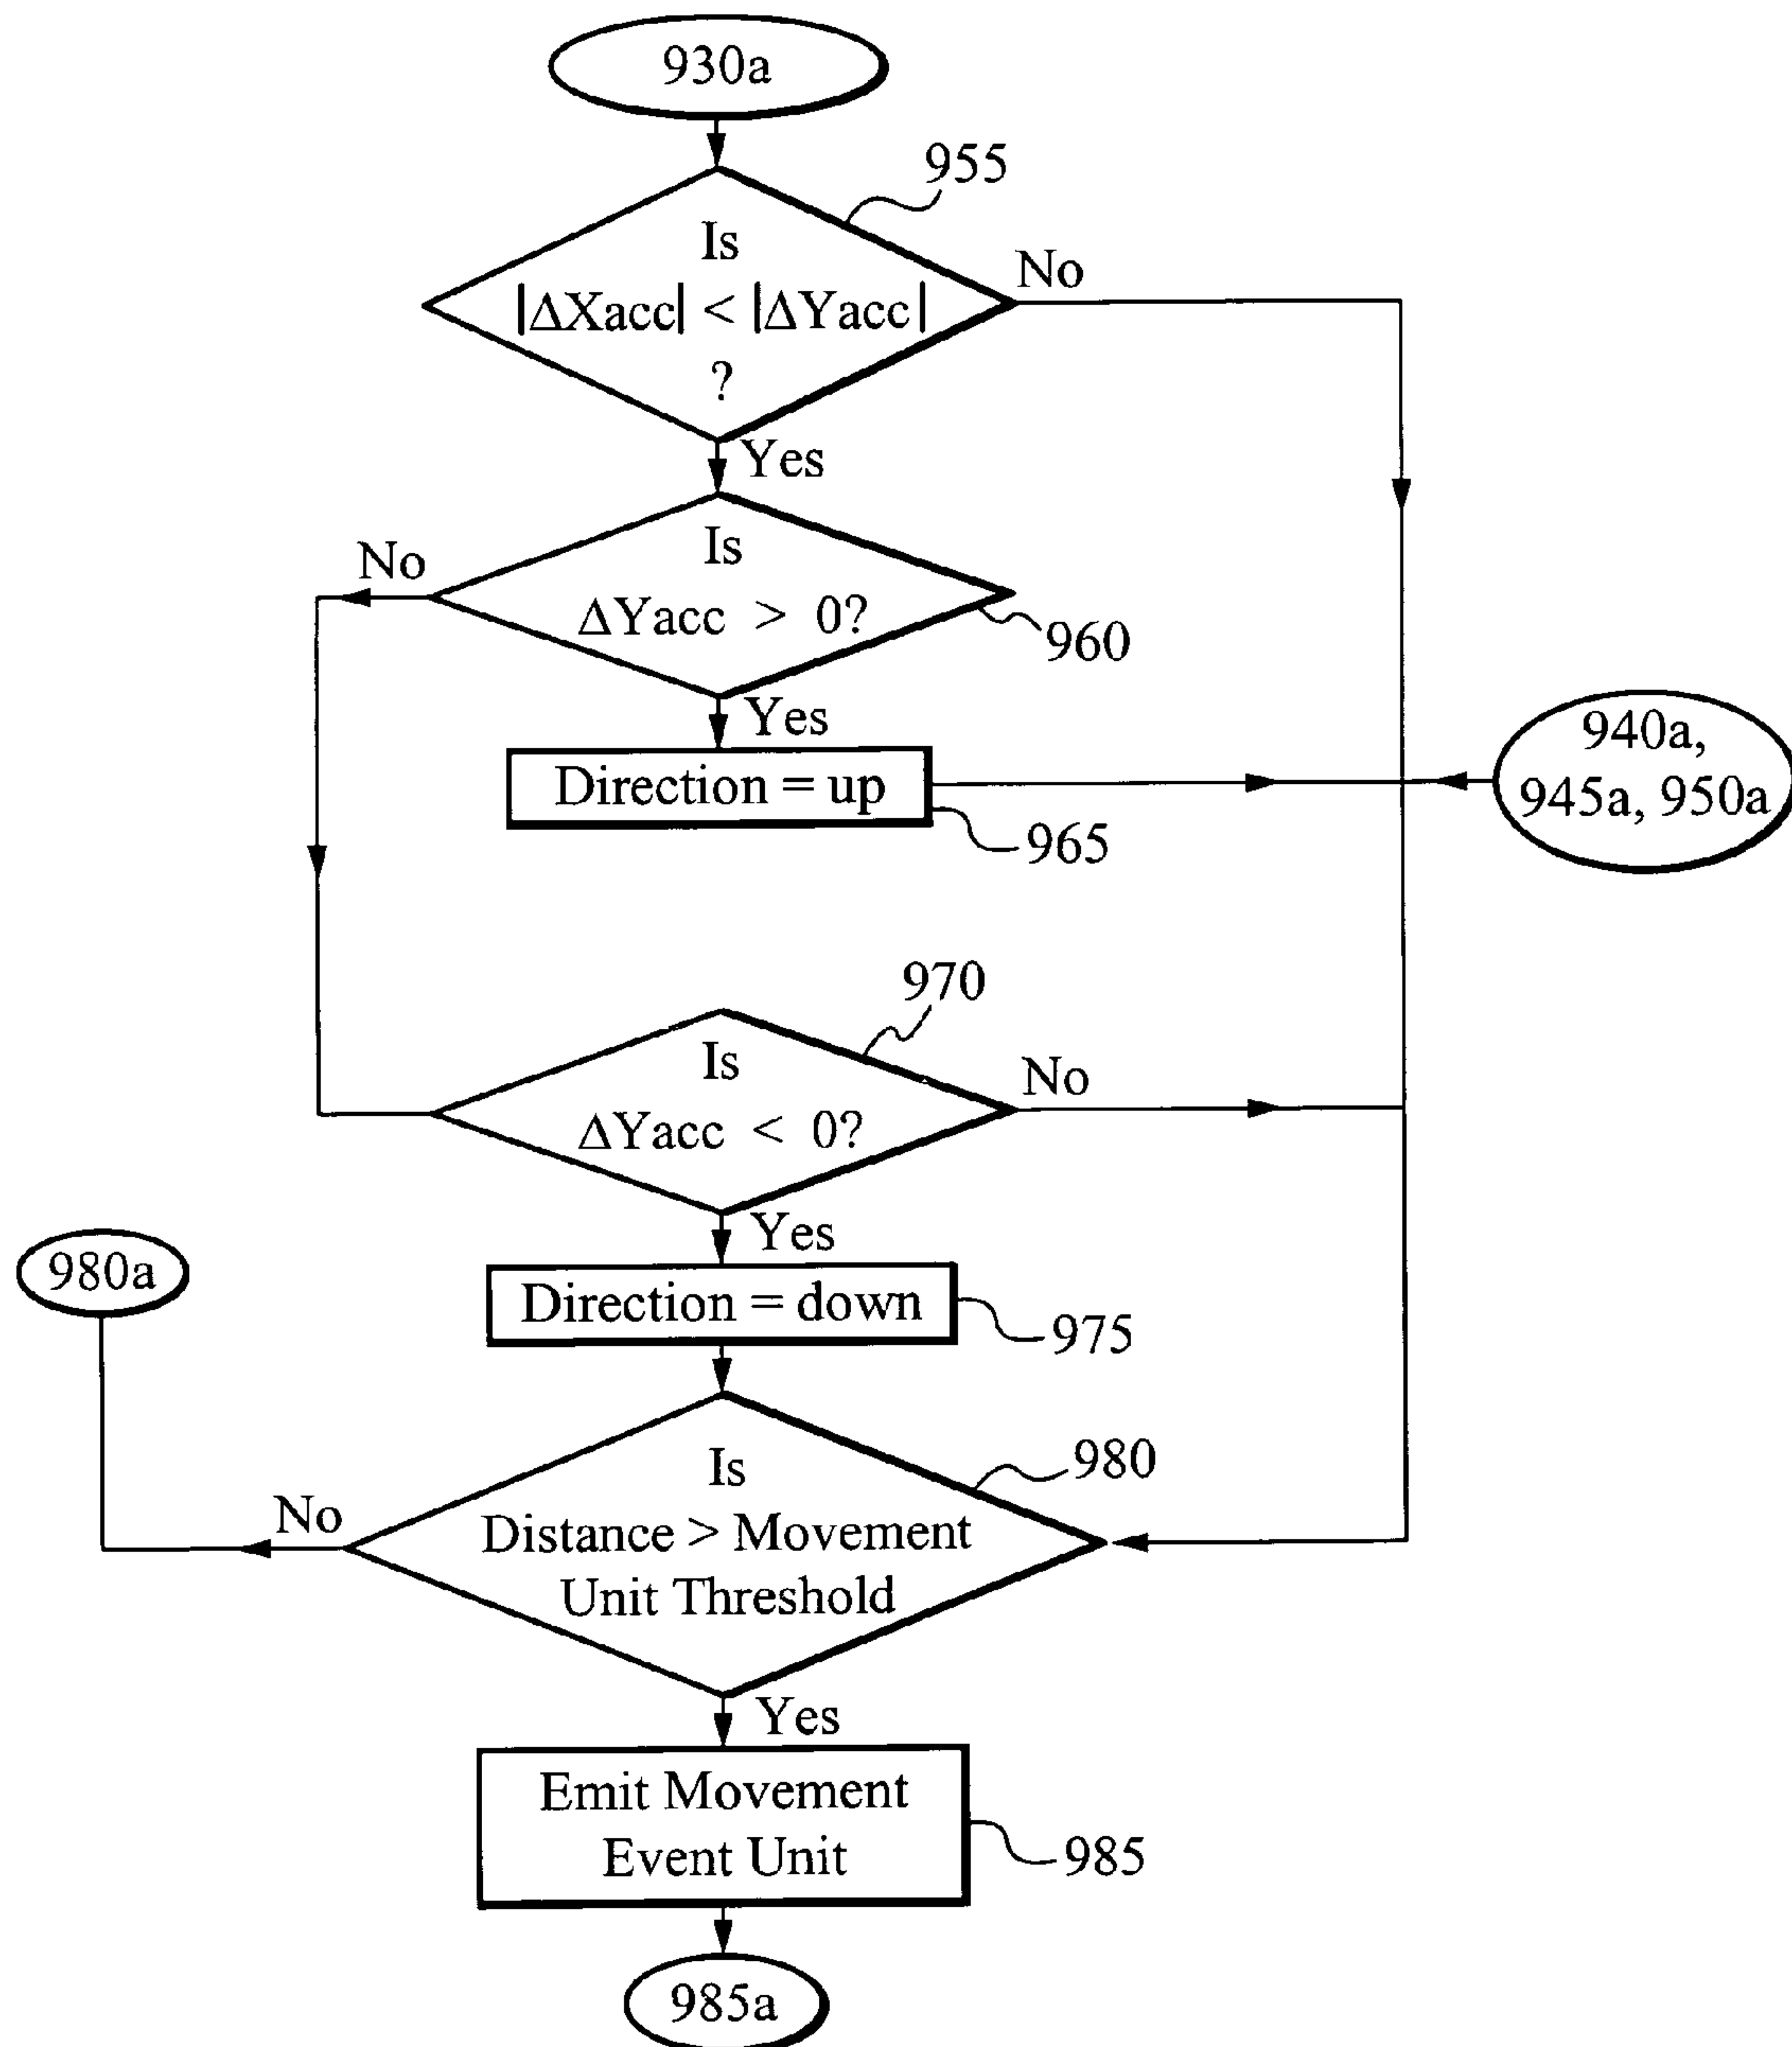 930a
955
Is
|ΔXacc| < |ΔYacc|
?
No
Yes
Is
ΔYacc > 0?
No
960
Yes
Direction = up
965
940a,
945a, 950a
970
Is
ΔYacc < 0?
No
Yes
980a
Direction = down
975
980
Is
Distance > Movement
Unit Threshold
No
Yes
Emit Movement
Event Unit
985
985a